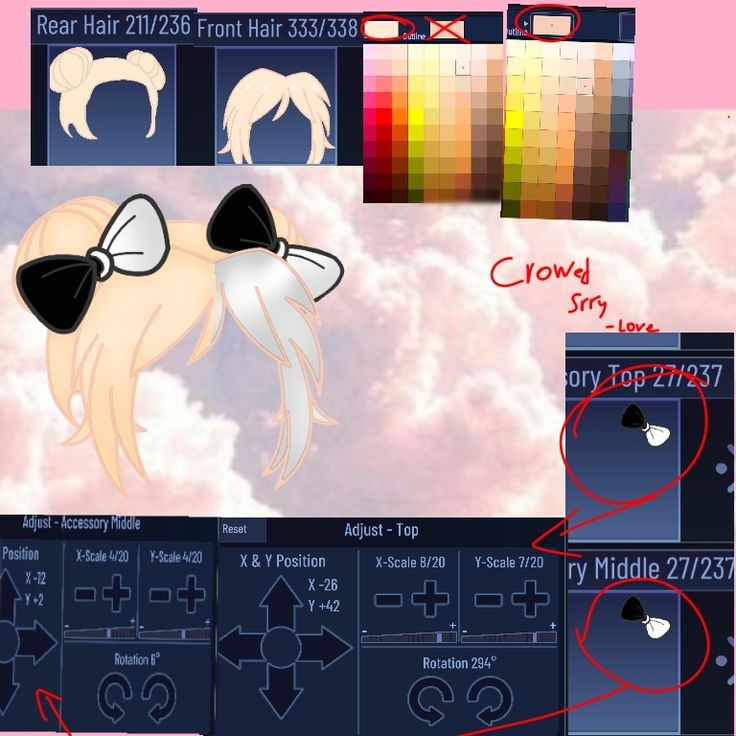 Rear Hair 211/236
Front Hair 333/338
Outline
utline
Crowed
Srry
-Love
sory Top 27/237
ry Middle 27/237
Adjust - Accessory Middle
Position
X -12
Y +2
X-Scale 4/20
Y-Scale 4/20
- +
- +
Rotation 6°
Reset
Adjust - Top
X & Y Position
X -26
Y +42
X-Scale 8/20
Y-Scale 7/20
- +
- +
Rotation 294°